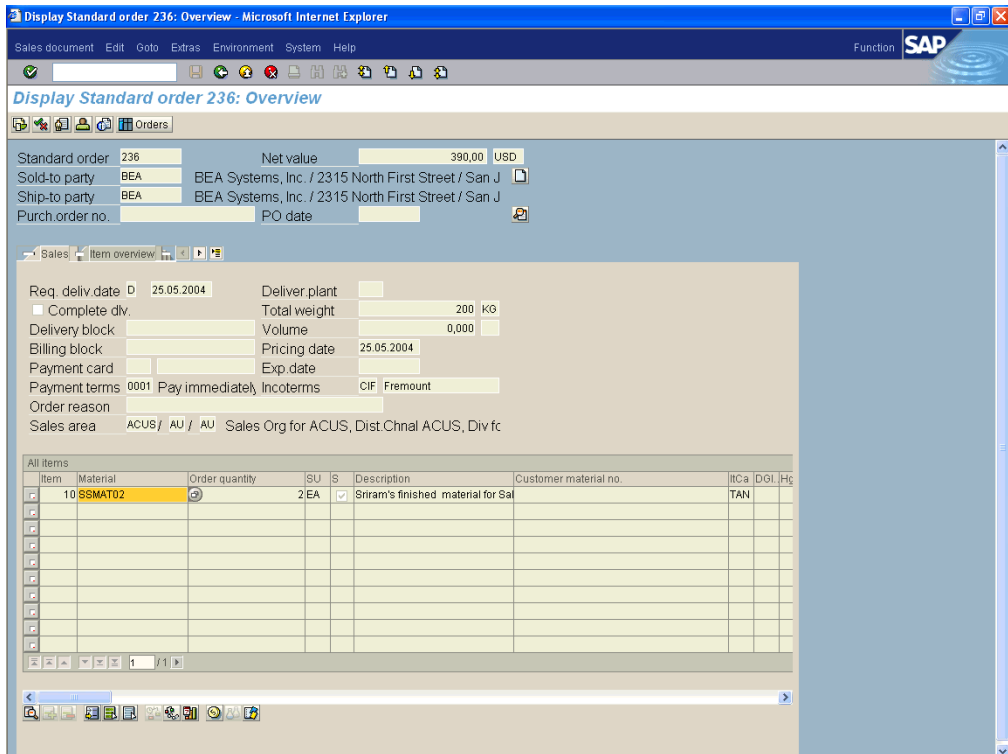 Display Standard order 236: Overview - Microsoft Internet Explorer
Sales document Edit Goto Extras Environment System Help Function SAP
Display Standard order 236: Overview
Orders
Standard order 236 Net value 390,00 USD
Sold-to party BEA BEA Systems, Inc. / 2315 North First Street / San J
Ship-to party BEA BEA Systems, Inc. / 2315 North First Street / San J
Purch.order no. PO date
Sales Item overview
Req. deliv.date D 25.05.2004 Deliver.plant
Complete dlv. Total weight 200 KG
Delivery block Volume 0,000
Billing block Pricing date 25.05.2004
Payment card Exp.date
Payment terms 0001 Pay immediately Incoterms CIF Fremount
Order reason
Sales area ACUS / AU / AU Sales Org for ACUS, Dist.Chnal ACUS, Div fc
All items
Item Material Order quantity SU S Description Customer material no. ItCa DGI.. Hg
10 SSMAT02 2 EA Sriram's finished material for Sal TAN
1 / 1